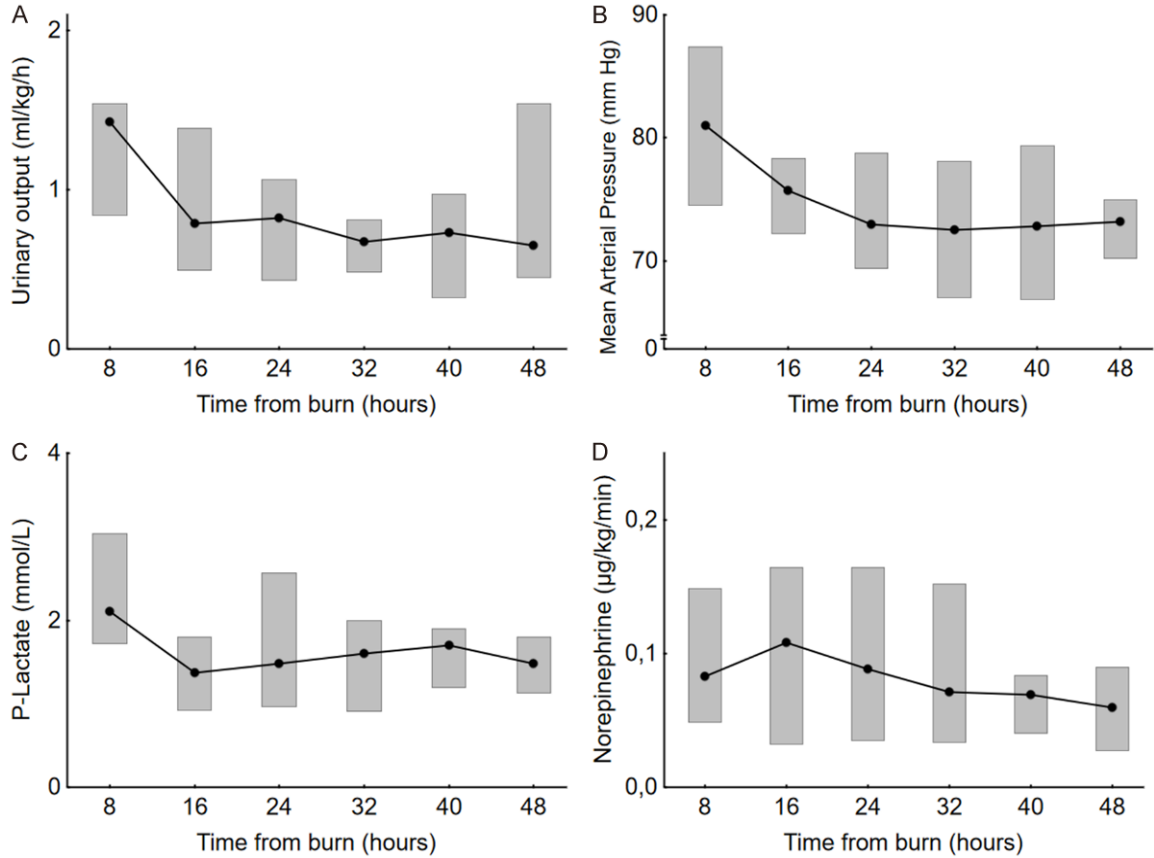 A
Urinary output (ml/kg/h)
2
1
0
8 16 24 32 40 48
Time from burn (hours)
B
Mean Arterial Pressure (mm Hg)
90
80
70
0
8 16 24 32 40 48
Time from burn (hours)
C
P-Lactate (mmol/L)
4
2
0
8 16 24 32 40 48
Time from burn (hours)
D
Norepinephrine (µg/kg/min)
0,2
0,1
0,0
8 16 24 32 40 48
Time from burn (hours)